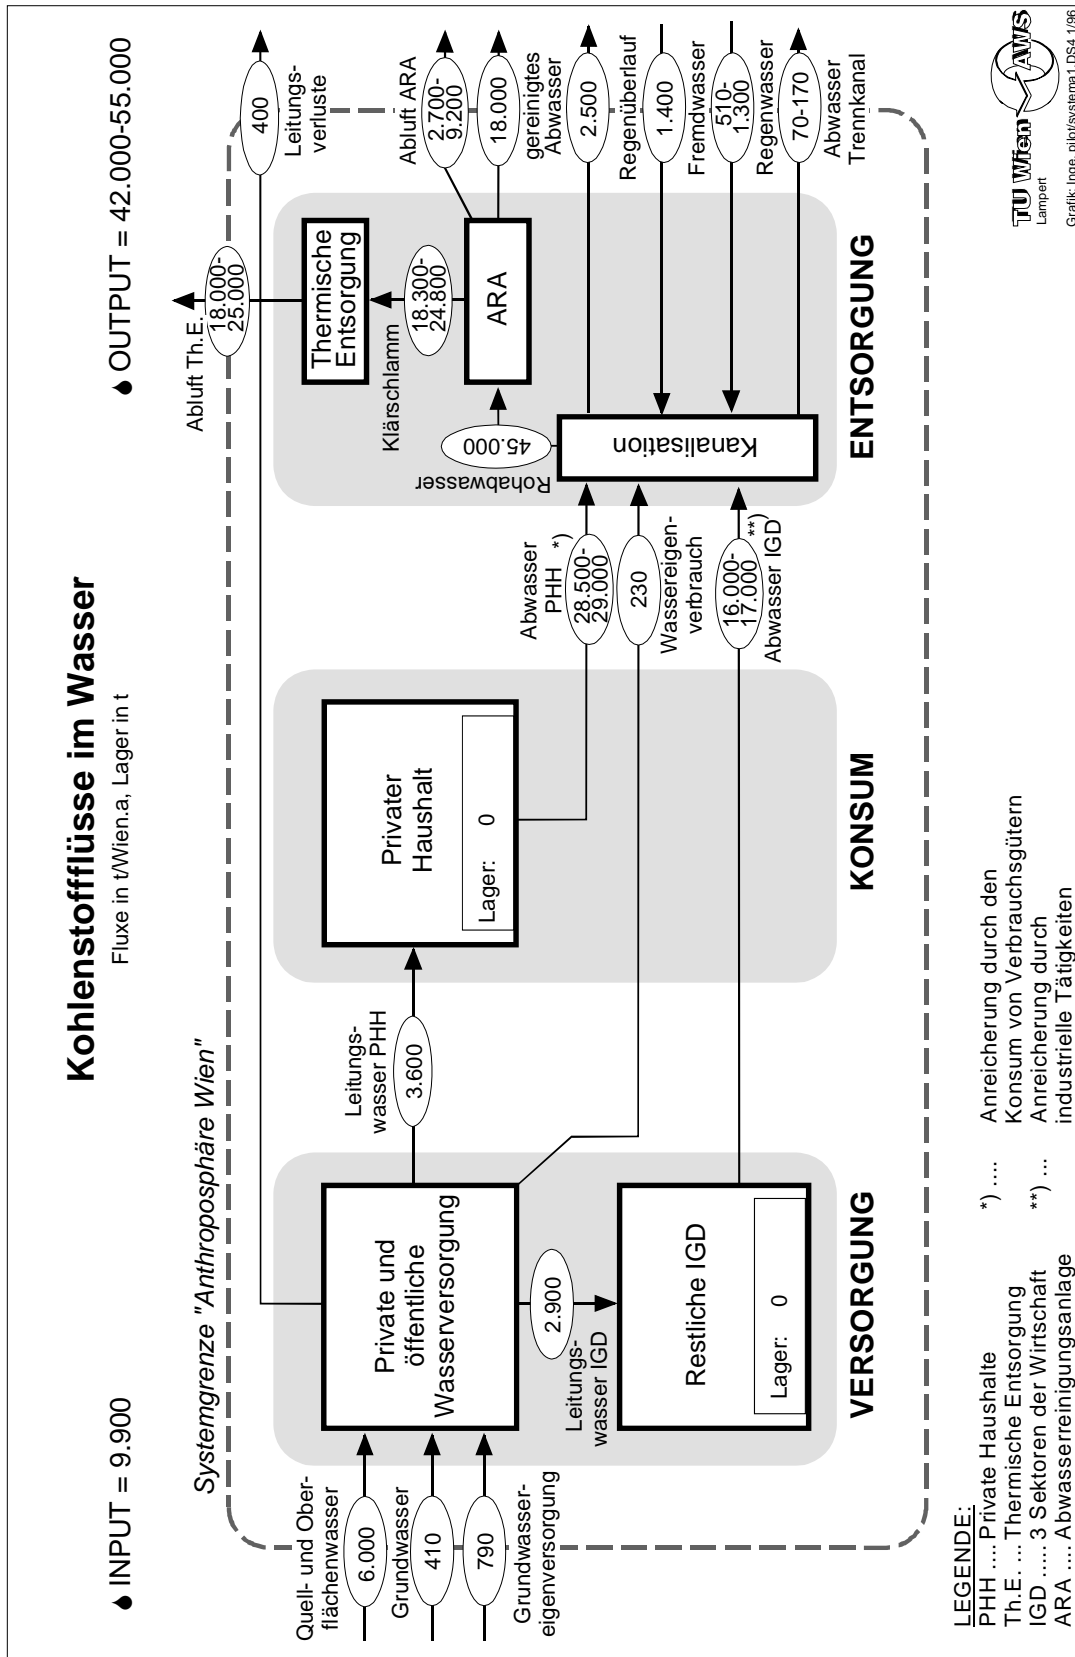 Kohlenstoffflüsse im Wasser
Fluxe in t/Wien.a, Lager in t
INPUT = 9.900
OUTPUT = 42.000-55.000
Systemgrenze "Anthroposphäre Wien"
Quell- und Ober-
flächenwasser
6.000
Grundwasser
410
790
Grundwasser-
eigenversorgung
Private und
öffentliche
Wasserversorgung
Leitungs-
wasser IGD
2.900
Restliche IGD
Lager: 0
VERSORGUNG
Leitungs-
wasser PHH
3.600
Privater
Haushalt
Lager: 0
KONSUM
Abwasser
PHH *)
28.500-
29.000
230
Wassereigen-
verbrauch
16.000-
17.000
**)
Abwasser IGD
Rohabwasser
45.000
Kanalisation
Klärschlamm
18.300-
24.800
ARA
Thermische
Entsorgung
ENTSORGUNG
Abluft Th.E.
18.000-
25.000
400
Leitungs-
verluste
Abluft ARA
2.700-
9.200
18.000
gereinigtes
Abwasser
2.500
Regenüberlauf
1.400
Fremdwasser
510-
1.300
Regenwasser
70-170
Abwasser
Trennkanal
LEGENDE:
PHH .... Private Haushalte
Th.E. ... Thermische Entsorgung
IGD ..... 3 Sektoren der Wirtschaft
ARA .... Abwasserreinigungsanlage
*) .... Anreicherung durch den
Konsum von Verbrauchsgütern
**) ... Anreicherung durch
industrielle Tätigkeiten
TU Wien AWS
Lampert
Grafik: Inge, pilot/systema1.DS4 1/96